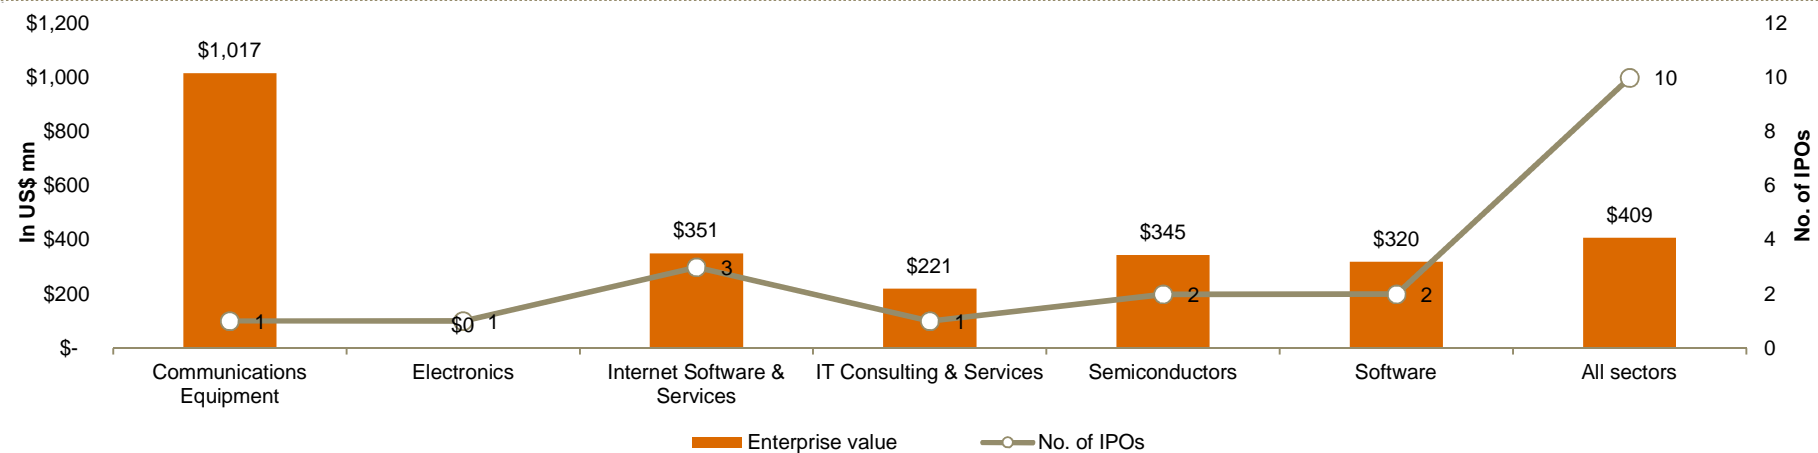 $1,200
$1,000
$800
$600
$400
$200
$-
In US$ mn
$1,017
$0
$351
$221
$345
$320
$409
1
1
3
1
2
2
10
12
10
8
6
4
2
0
No. of IPOs
Communications
Equipment
Electronics
Internet Software &
Services
IT Consulting & Services
Semiconductors
Software
All sectors
Enterprise value
No. of IPOs